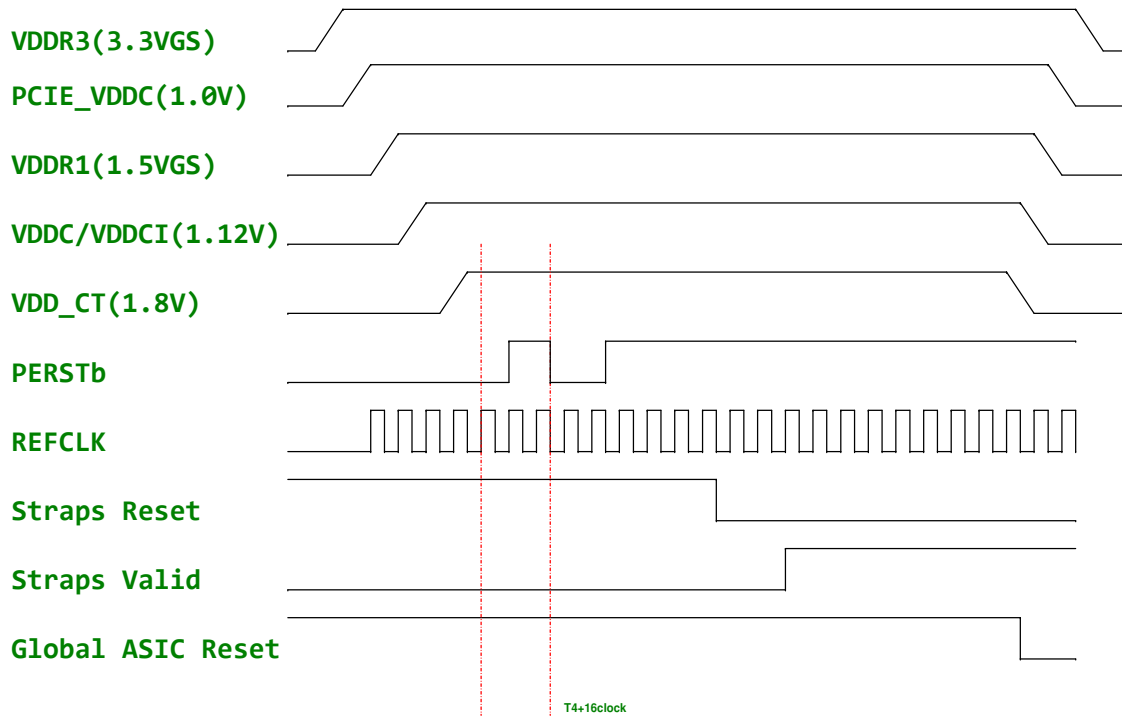 VDDR3(3.3VGS)
PCIE_VDDC(1.0V)
VDDR1(1.5VGS)
VDDC/VDDCI(1.12V)
VDD_CT(1.8V)
PERSTb
REFCLK
Straps Reset
Straps Valid
Global ASIC Reset
T4+16clock